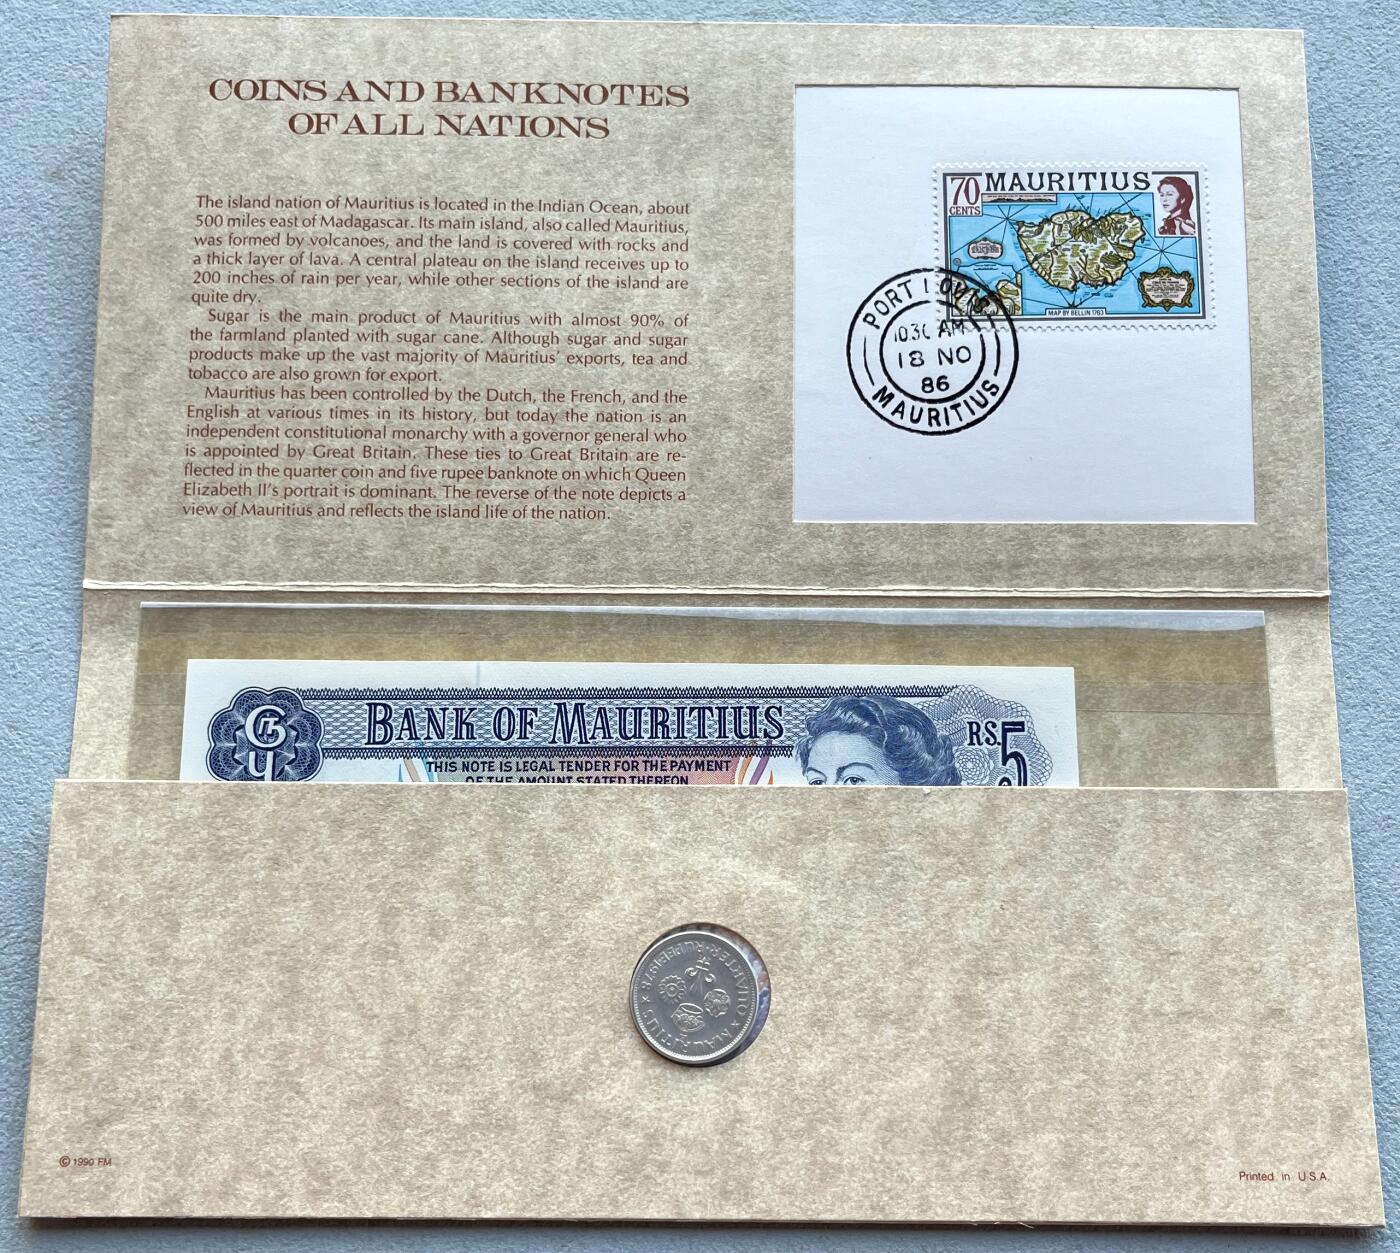 COINS AND BANKNOTES
OF ALL NATIONS
The island nation of Mauritius is located in the Indian Ocean, about
500 miles east of Madagascar. Its main island, also called Mauritius,
was formed by volcanoes, and the land is covered with rocks and
a thick layer of lava. A central plateau on the island receives up to
200 inches of rain per year, while other sections of the island are
quite dry.
Sugar is the main product of Mauritius with almost 90% of
the farmland planted with sugar cane. Although sugar and sugar
products make up the vast majority of Mauritius' exports, tea and
tobacco are also grown for export.
Mauritius has been controlled by the Dutch, the French, and the
English at various times in its history, but today the nation is an
independent constitutional monarchy with a governor general who
is appointed by Great Britain. These ties to Great Britain are re-
flected in the quarter coin and five rupee banknote on which Queen
Elizabeth II's portrait is dominant. The reverse of the note depicts a
view of Mauritius and reflects the island life of the nation.
70
CENTS
MAURITIUS
MAP BY BELLIN 1763
PORT LOUIS
10.30 AM
18 NO
86
MAURITIUS
BANK OF MAURITIUS
RS.5
THIS NOTE IS LEGAL TENDER FOR THE PAYMENT
OF THE AMOUNT STATED THEREON
QUARTER · RUPEE 1978
× MAURITIUS ×
© 1990 FM
Printed in U.S.A.